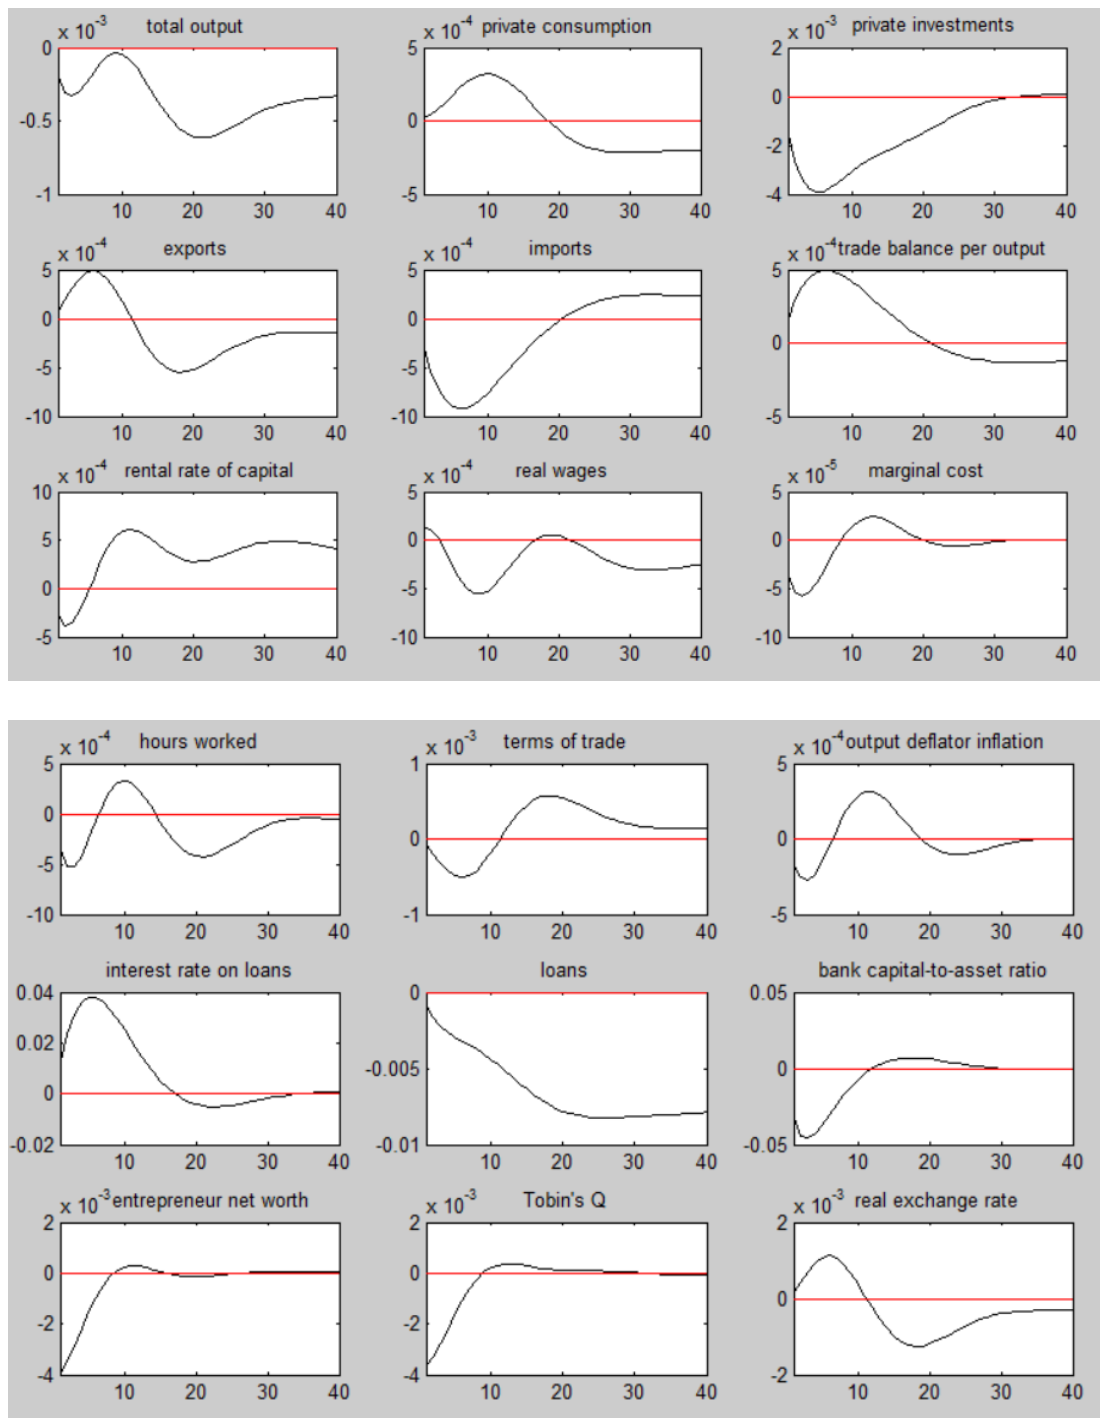 x 10^-3 total output
0
-0.5
-1
10 20 30 40
x 10^-4 private consumption
5
0
-5
10 20 30 40
x 10^-3 private investments
2
0
-2
-4
10 20 30 40
x 10^-4 exports
5
0
-5
-10
10 20 30 40
x 10^-4 imports
5
0
-5
-10
10 20 30 40
x 10^-4 trade balance per output
5
0
-5
10 20 30 40
x 10^-4 rental rate of capital
10
5
0
-5
10 20 30 40
x 10^-4 real wages
5
0
-5
-10
10 20 30 40
x 10^-5 marginal cost
5
0
-5
-10
10 20 30 40
x 10^-4 hours worked
5
0
-5
-10
10 20 30 40
x 10^-3 terms of trade
1
0
-1
10 20 30 40
x 10^-4 output deflator inflation
5
0
-5
10 20 30 40
interest rate on loans
0.04
0.02
0
-0.02
10 20 30 40
loans
0
-0.005
-0.01
10 20 30 40
bank capital-to-asset ratio
0.05
0
-0.05
10 20 30 40
x 10^-3 entrepreneur net worth
2
0
-2
-4
10 20 30 40
x 10^-3 Tobin's Q
2
0
-2
-4
10 20 30 40
x 10^-3 real exchange rate
2
0
-2
10 20 30 40